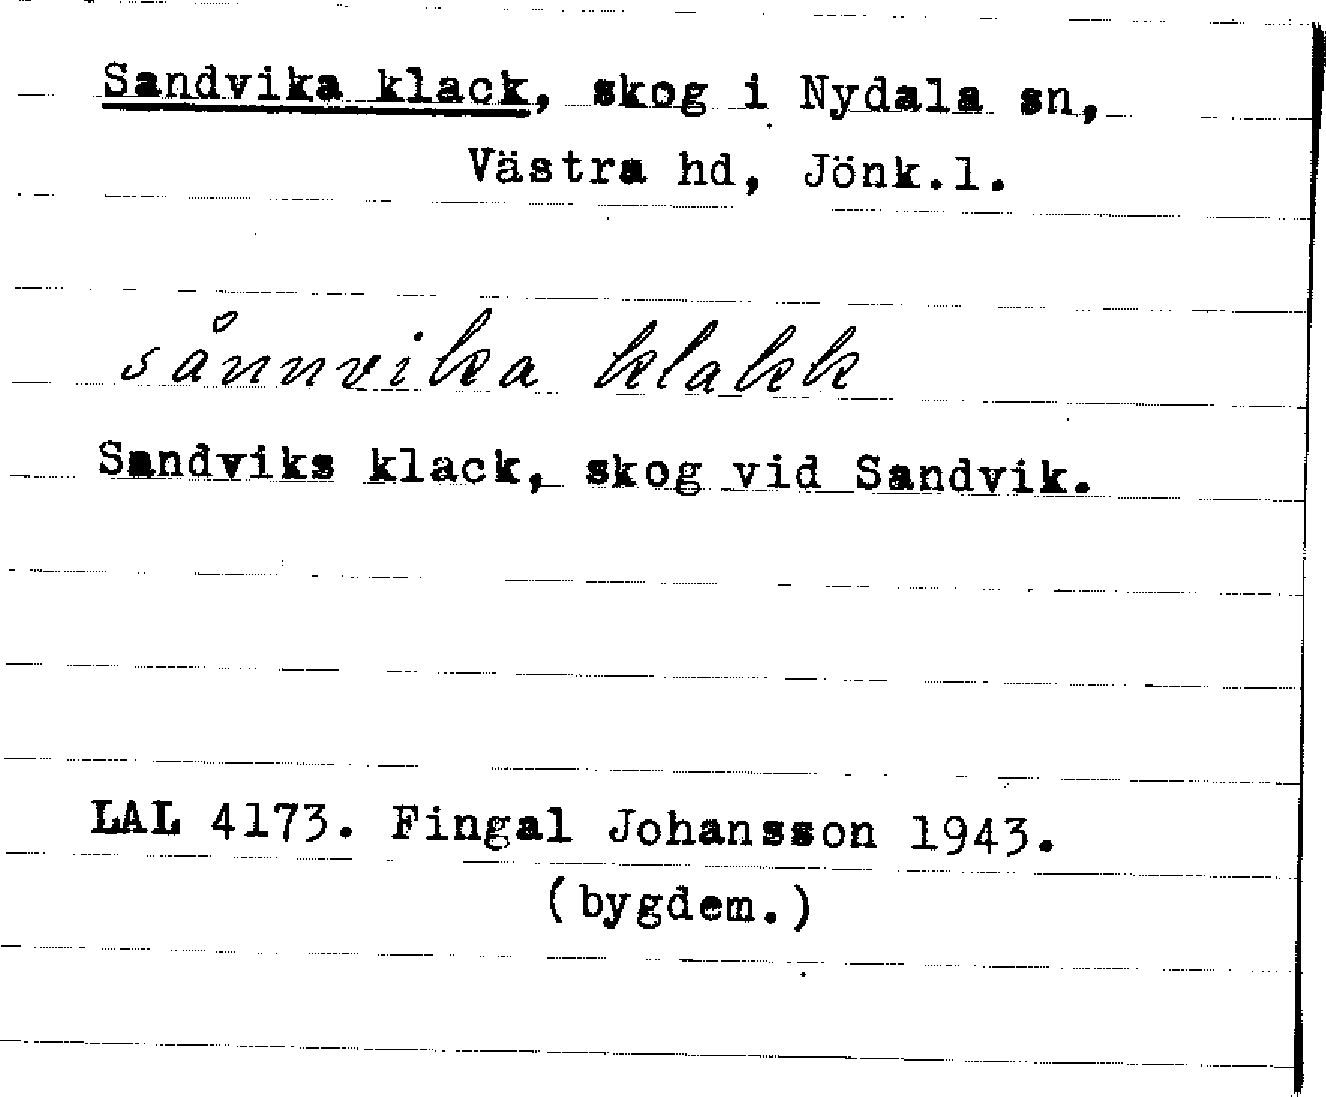 Sandvika klack, skog i Nydala sn,
Västra hd, Jönk.l.
sånnvika klakk
Sandviks klack, skog vid Sandvik.
LAL 4173. Fingal Johansson 1943.
(bygdem.)